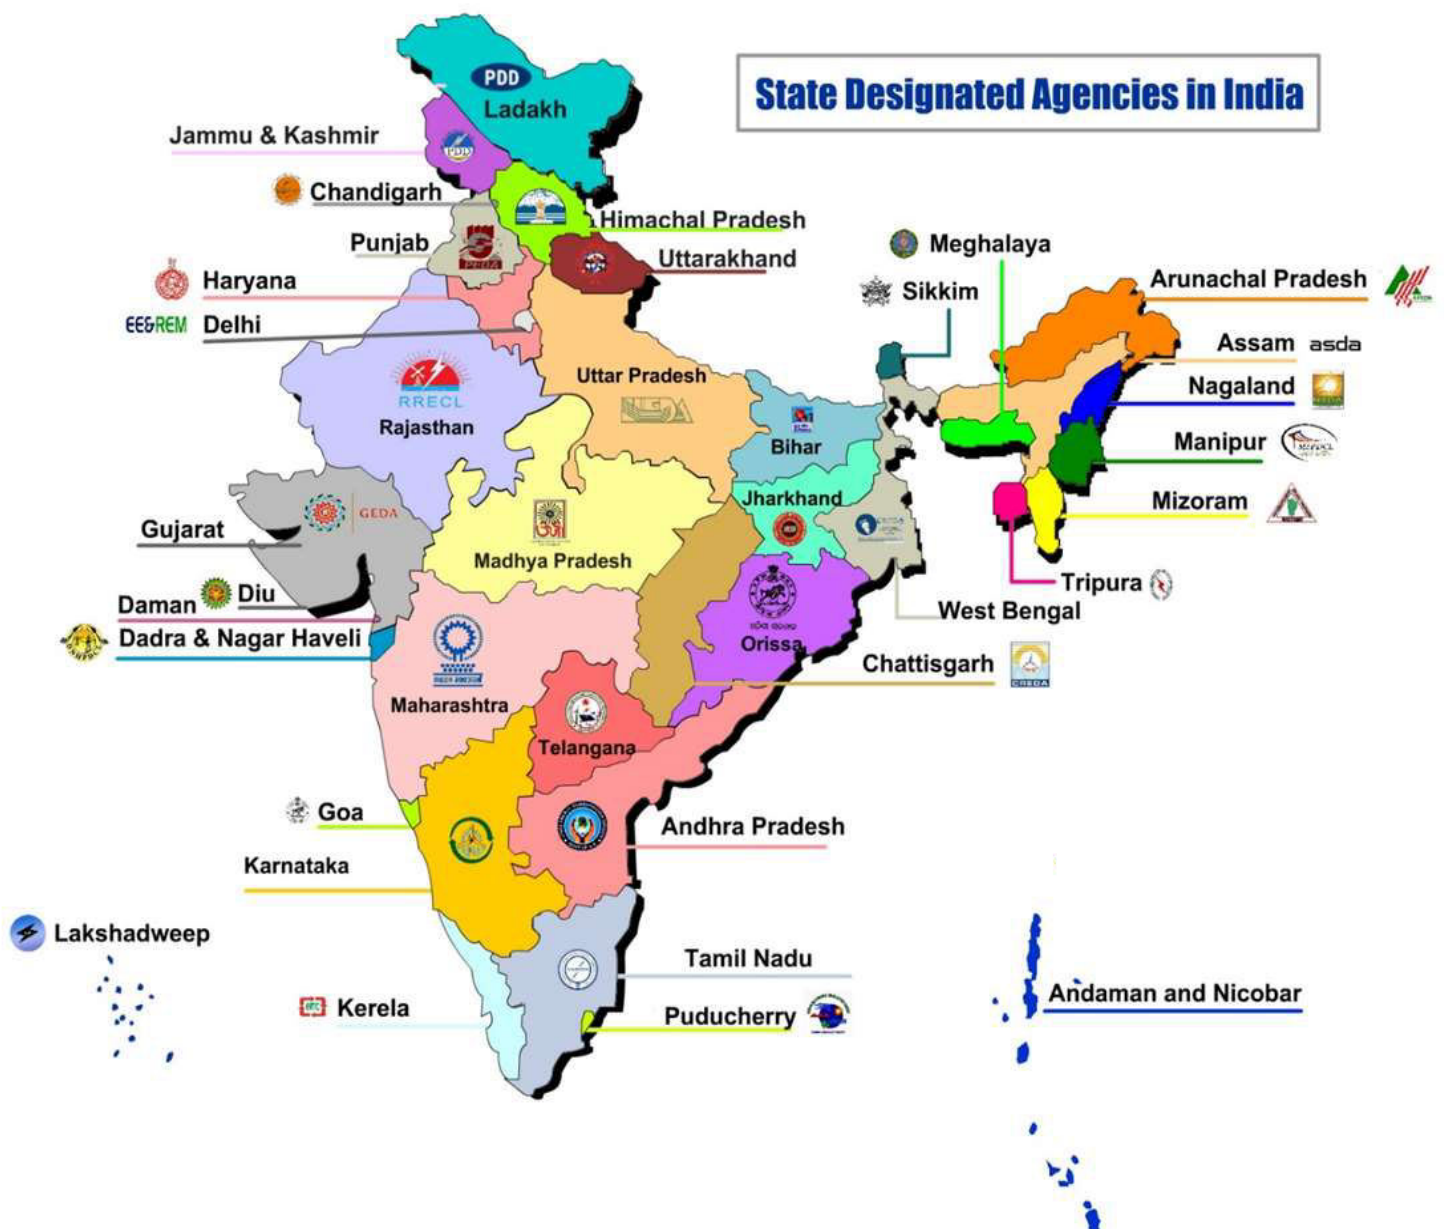 State Designated Agencies in India
PDD
Ladakh
Jammu & Kashmir
PDD
Chandigarh
Himachal Pradesh
Punjab
PEDA
Uttarakhand
Meghalaya
Haryana
Sikkim
Arunachal Pradesh
EE&REM
Delhi
Assam
asda
Uttar Pradesh
Nagaland
RRECL
Rajasthan
Bihar
Manipur
Jharkhand
Mizoram
GEDA
Gujarat
Madhya Pradesh
Tripura
Daman
Diu
West Bengal
Dadra & Nagar Haveli
Orissa
Chattisgarh
CREDA
Maharashtra
Telangana
Goa
Andhra Pradesh
Karnataka
Lakshadweep
Tamil Nadu
Andaman and Nicobar
Kerela
Puducherry